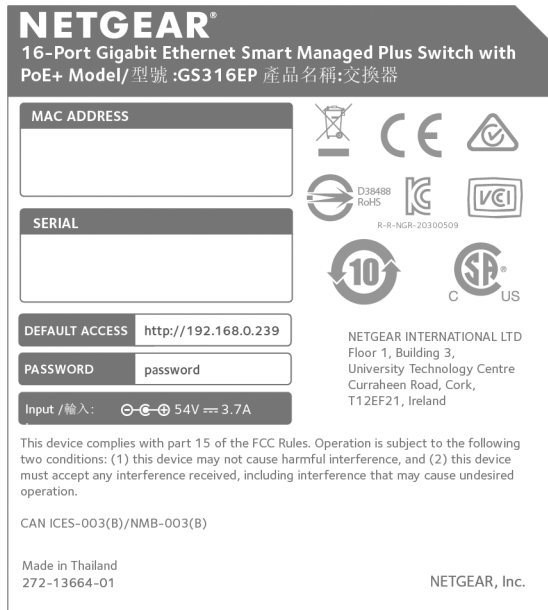 NETGEAR®
16-Port Gigabit Ethernet Smart Managed Plus Switch with
PoE+ Model/型號 :GS316EP 產品名稱:交換器
MAC ADDRESS
SERIAL
D38488
RoHS
R-R-NGR-20300509
VCI
10
SA®
C US
DEFAULT ACCESS http://192.168.0.239
PASSWORD password
Input /輸入: 54V 3.7A
NETGEAR INTERNATIONAL LTD
Floor 1, Building 3,
University Technology Centre
Curraheen Road, Cork,
T12EF21, Ireland
This device complies with part 15 of the FCC Rules. Operation is subject to the following
two conditions: (1) this device may not cause harmful interference, and (2) this device
must accept any interference received, including interference that may cause undesired
operation.
CAN ICES-003(B)/NMB-003(B)
Made in Thailand
272-13664-01
NETGEAR, Inc.